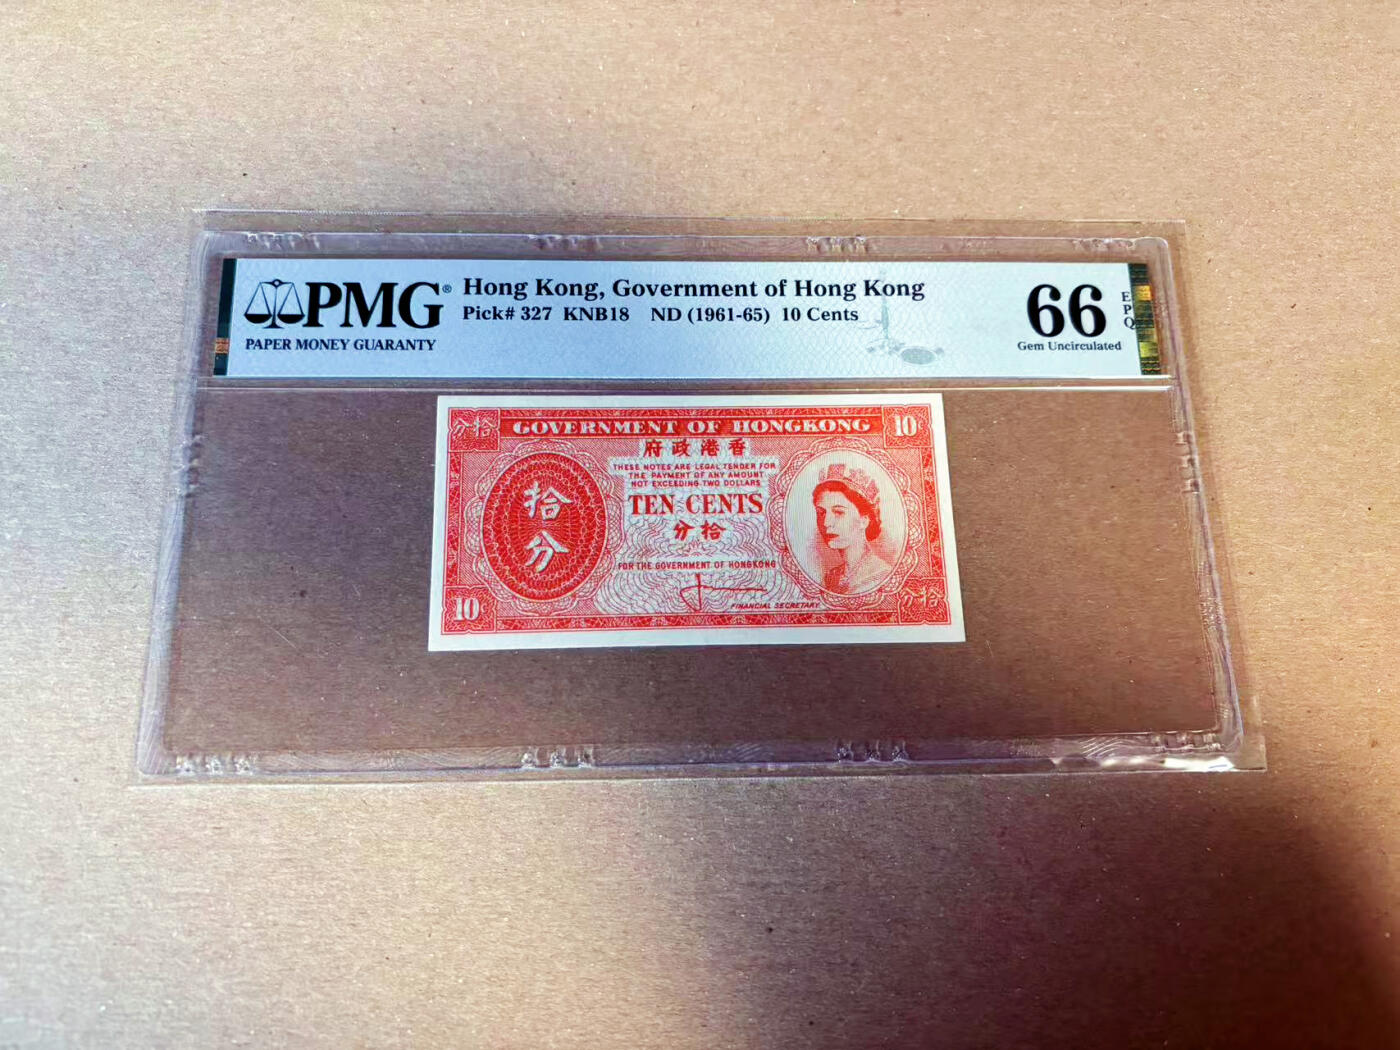 PMG®
PAPER MONEY GUARANTY
Hong Kong, Government of Hong Kong
Pick# 327 KNB18 ND (1961-65) 10 Cents
66
EPQ
Gem Uncirculated
分拾
GOVERNMENT OF HONGKONG
10¢
府政港香
THESE NOTES ARE LEGAL TENDER FOR
THE PAYMENT OF ANY AMOUNT
NOT EXCEEDING TWO DOLLARS
拾
分
TEN CENTS
分拾
FOR THE GOVERNMENT OF HONGKONG
FINANCIAL SECRETARY
10¢
分拾